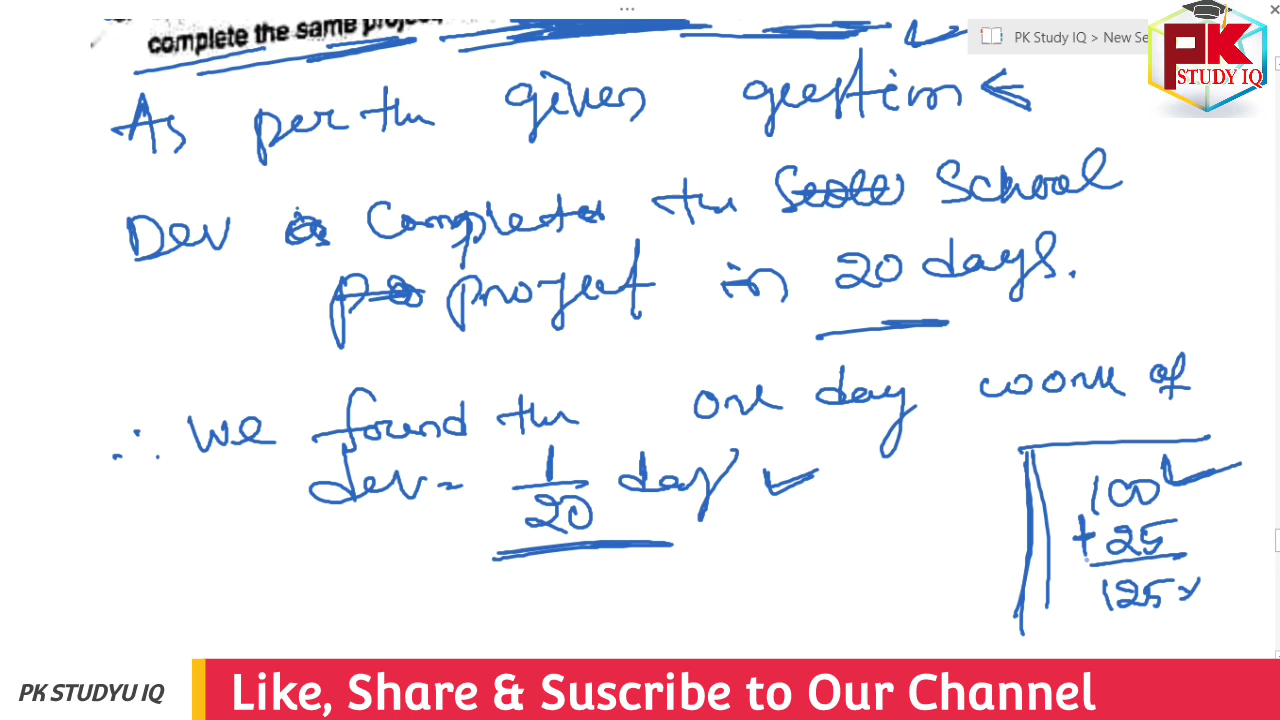 ...
complete the same projec
PK Study IQ > New Se
PK
STUDY IQ
As per the given question
Dev complete the School
project in 20 days.
∴ we found the one day work of
dev = 1/20 day
100
+ 25
125
PK STUDYU IQ
Like, Share & Suscribe to Our Channel